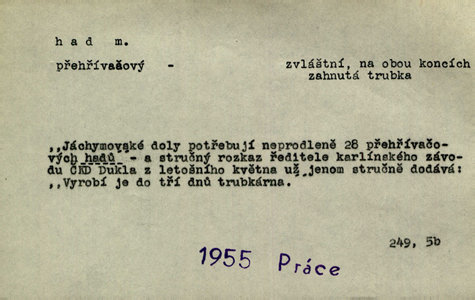 had m.
přehřívačový - zvláštní, na obou koncích
zahnutá trubka
,,Jáchymovské doly potřebují neprodleně 28 přehřívačo-
vých hadů - a stručný rozkaz ředitele karlínského závo-
du ČKD Dukla z letošního května už jenom stručně dodává:
,,Vyrobí je do tří dnů trubkárna.
249, 5b
1955 Práce